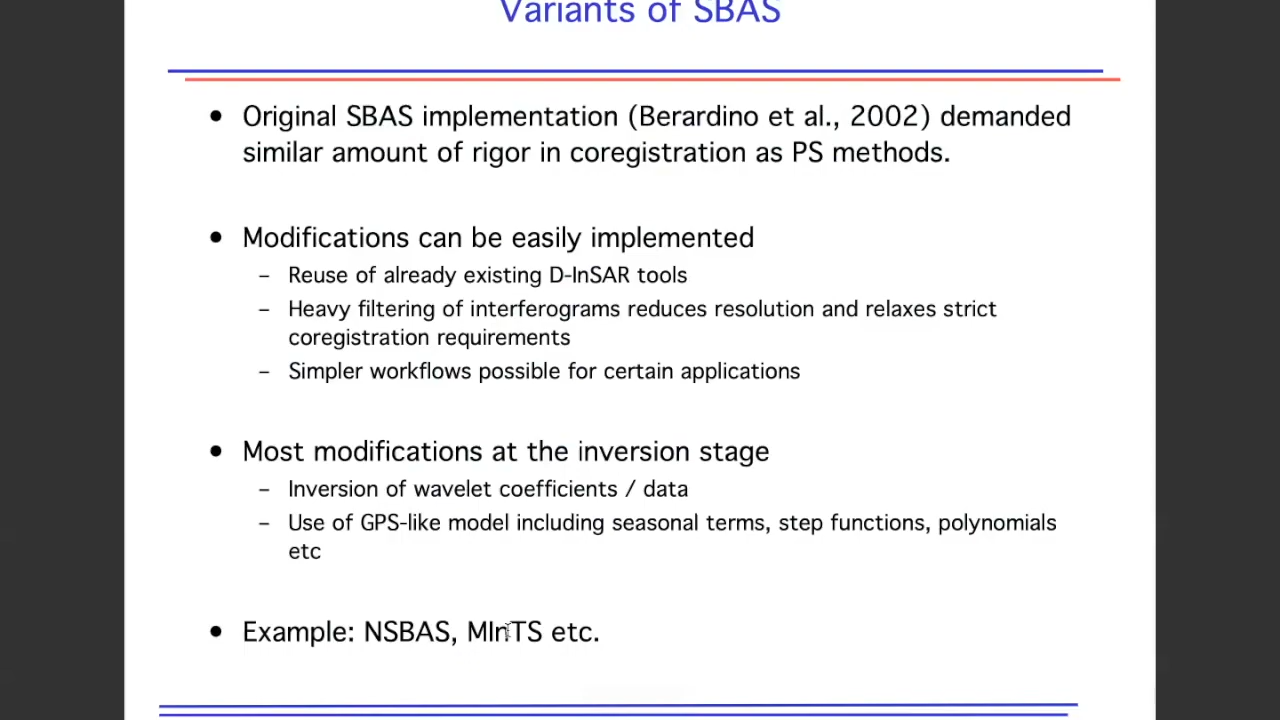 Variants of SBAS
• Original SBAS implementation (Berardino et al., 2002) demanded
similar amount of rigor in coregistration as PS methods.
• Modifications can be easily implemented
– Reuse of already existing D-InSAR tools
– Heavy filtering of interferograms reduces resolution and relaxes strict
coregistration requirements
– Simpler workflows possible for certain applications
• Most modifications at the inversion stage
– Inversion of wavelet coefficients / data
– Use of GPS-like model including seasonal terms, step functions, polynomials
etc
• Example: NSBAS, MInTS etc.